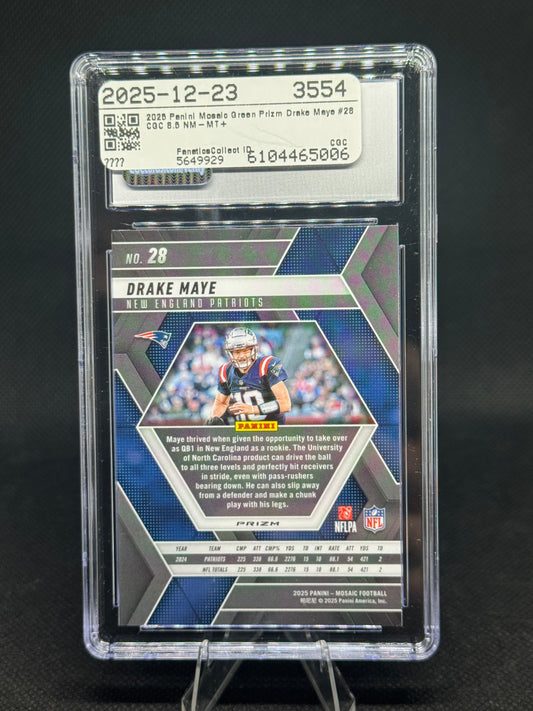 2025-12-23 3554
2025 Panini Mosaic Green Prizm Drake Maye #28
CGC 8.5 NM-MT+
CGC
FanaticsCollect ID
???? 5649929 6104465006
NO. 28
DRAKE MAYE
NEW ENGLAND PATRIOTS
10
PANINI
Maye thrived when given the opportunity to take over
as QB1 in New England as a rookie. The University
of North Carolina product can drive the ball
to all three levels and perfectly hit receivers
in stride, even with pass-rushers
bearing down. He can also slip away
from a defender and make a chunk
play with his legs.
PRIZM
NFLPA
NFL
YEAR TEAM CMP ATT CMP% YDS TD INT RATE ATT YDS TD
2024 PATRIOTS 225 338 66.6 2276 15 10 88.1 54 421 2
NFL TOTALS 225 338 66.6 2276 15 10 88.1 54 421 2
2025 PANINI - MOSAIC FOOTBALL
帕尼尼 © 2025 Panini America, Inc.